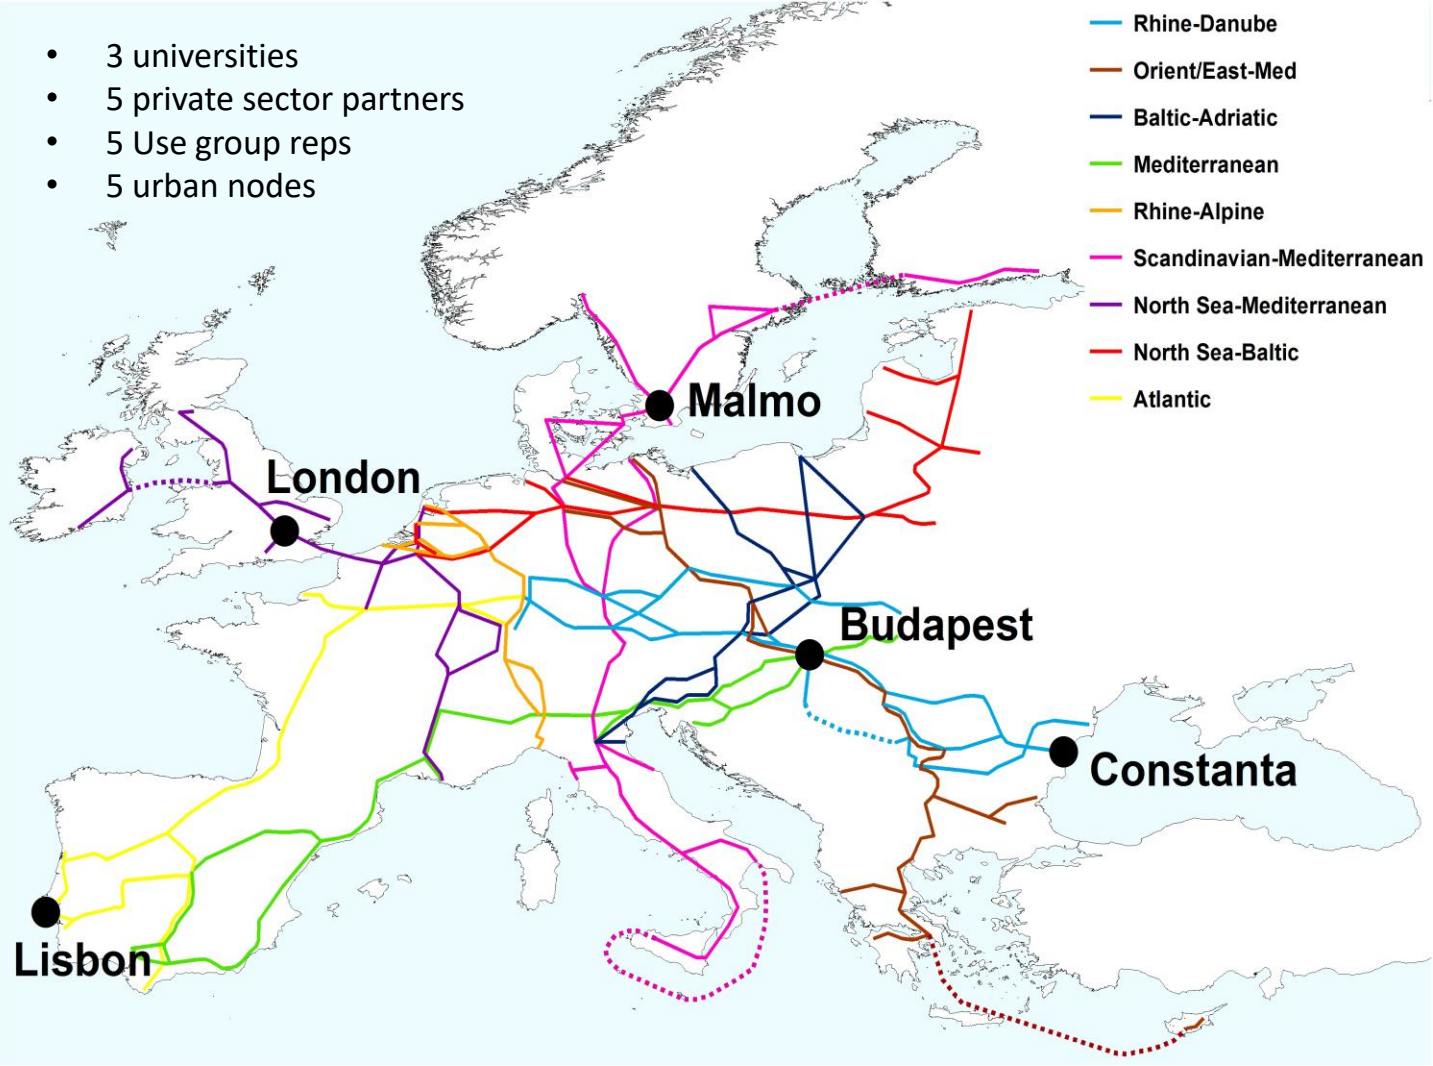 • 3 universities
• 5 private sector partners
• 5 Use group reps
• 5 urban nodes
Rhine-Danube
Orient/East-Med
Baltic-Adriatic
Mediterranean
Rhine-Alpine
Scandinavian-Mediterranean
North Sea-Mediterranean
North Sea-Baltic
Atlantic
Malmo
London
Budapest
Constanta
Lisbon